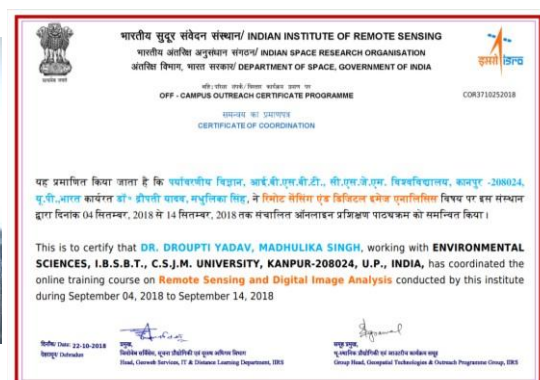 भारतीय सुदूर संवेदन संस्थान/ INDIAN INSTITUTE OF REMOTE SENSING
भारतीय अंतरिक्ष अनुसंधान संगठन/ INDIAN SPACE RESEARCH ORGANISATION
अंतरिक्ष विभाग, भारत सरकार/ DEPARTMENT OF SPACE, GOVERNMENT OF INDIA
इसरो isro
OFF - CAMPUS OUTREACH CERTIFICATE PROGRAMME
COR3710252018
समन्वय का प्रमाणपत्र
CERTIFICATE OF COORDINATION
यह प्रमाणित किया जाता है कि पर्यावरणीय विज्ञान, आई.बी.एस.बी.टी., सी.एस.जे.एम. विश्वविद्यालय, कानपुर -208024,
यू.पी.,भारत कार्यरत डॉ॰ द्रौपती यादव, मधुलिका सिंह, ने रिमोट सेंसिंग एंड डिजिटल इमेज एनालिसिस विषय पर इस संस्थान
द्वारा दिनांक 04 सितम्बर, 2018 से 14 सितम्बर, 2018 तक संचालित ऑनलाइन प्रशिक्षण पाठ्यक्रम को समन्वित किया।
This is to certify that DR. DROUPTI YADAV, MADHULIKA SINGH, working with ENVIRONMENTAL
SCIENCES, I.B.S.B.T., C.S.J.M. UNIVERSITY, KANPUR-208024, U.P., INDIA, has coordinated the
online training course on Remote Sensing and Digital Image Analysis conducted by this institute
during September 04, 2018 to September 14, 2018
दिनाँक/ Date: 22-10-2018
देहरादून/ Dehradun
Head, Geoweb Services, IT & Distance Learning Department, IIRS
Group Head, Geospatial Technologies & Outreach Programme Group, IIRS